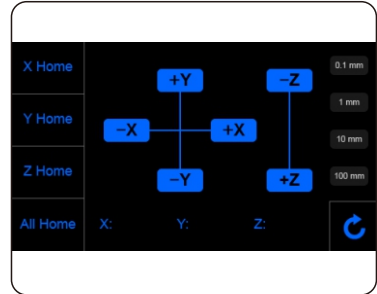 X Home
Y Home
Z Home
All Home
+Y
−X
+X
−Y
−Z
+Z
X:
Y:
Z:
0.1 mm
1 mm
10 mm
100 mm